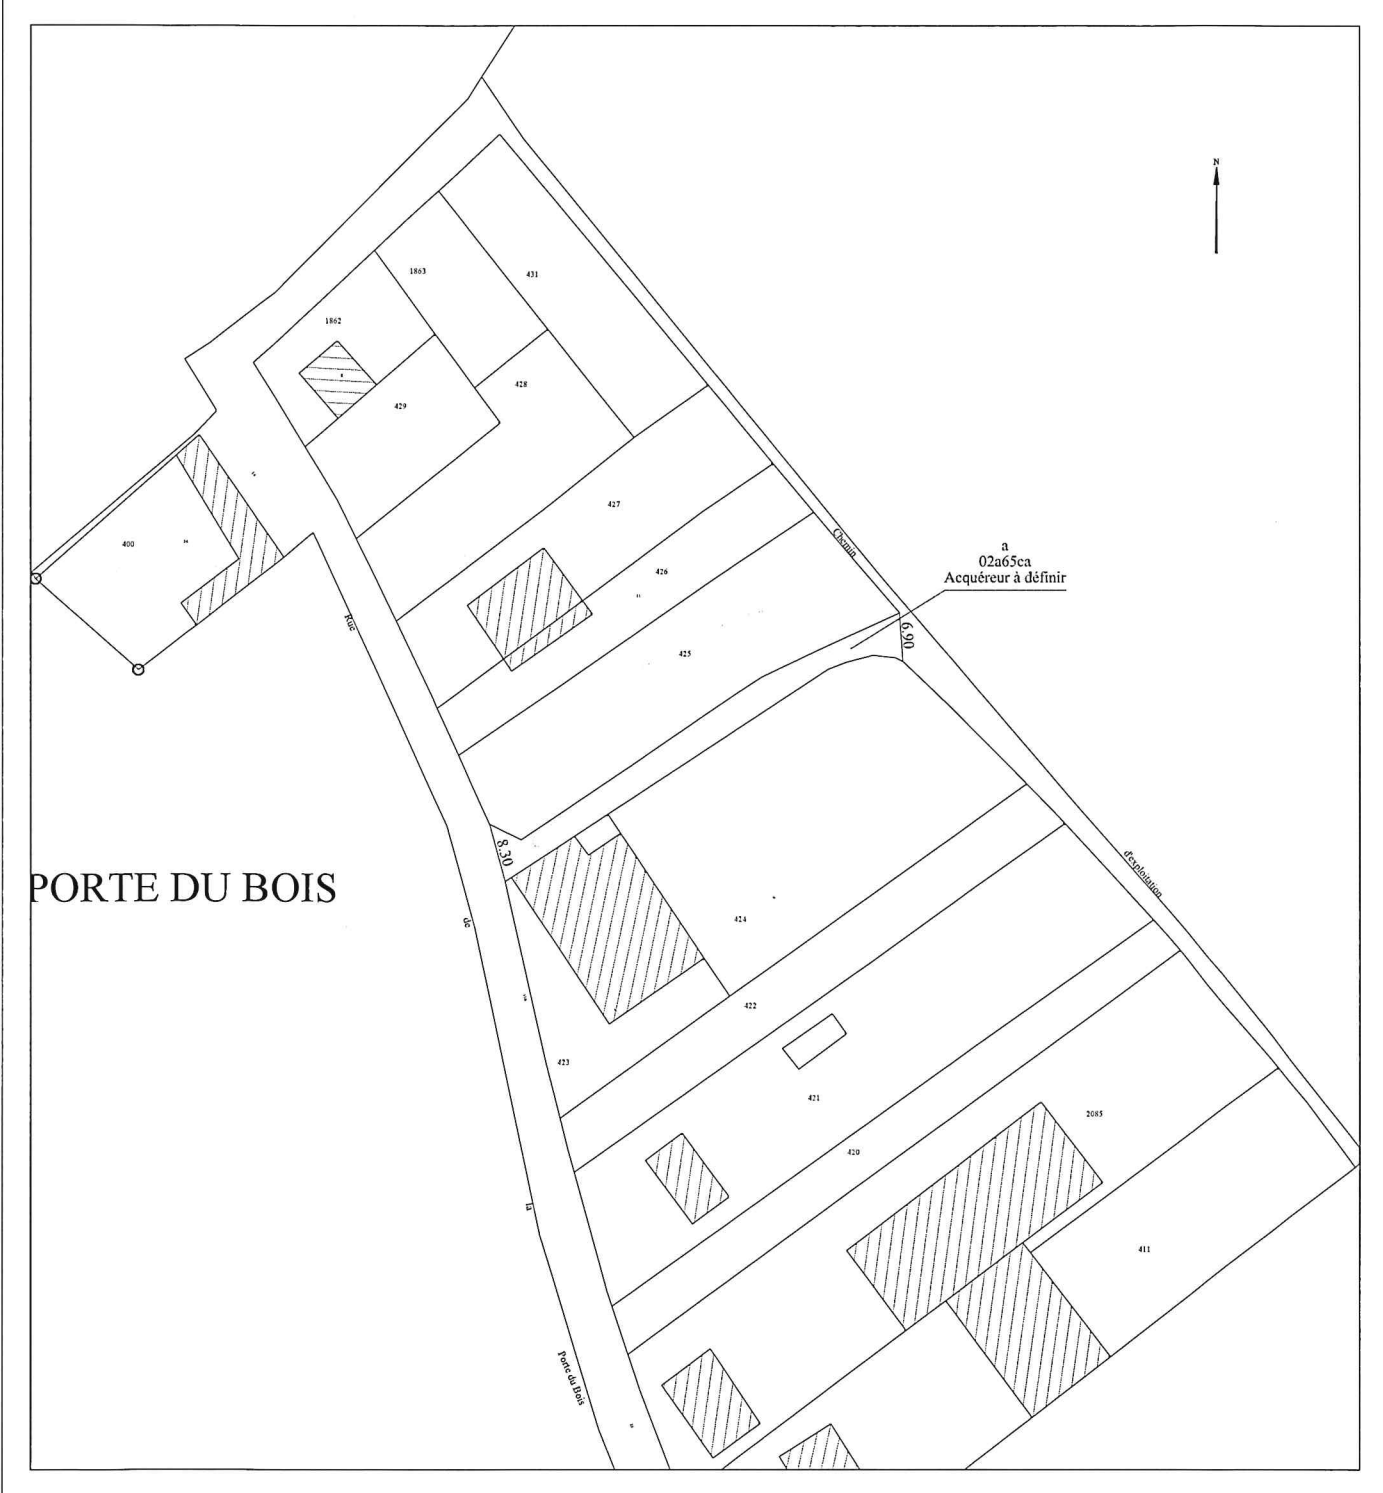 N
1863
431
1862
428
429
427
400
Chemin
a
02a65ca
Acquéreur à définir
426
Rue
6.90
425
8.30
d'exploitation
PORTE DU BOIS
de
424
422
423
421
2085
420
la
411
Porte du Bois